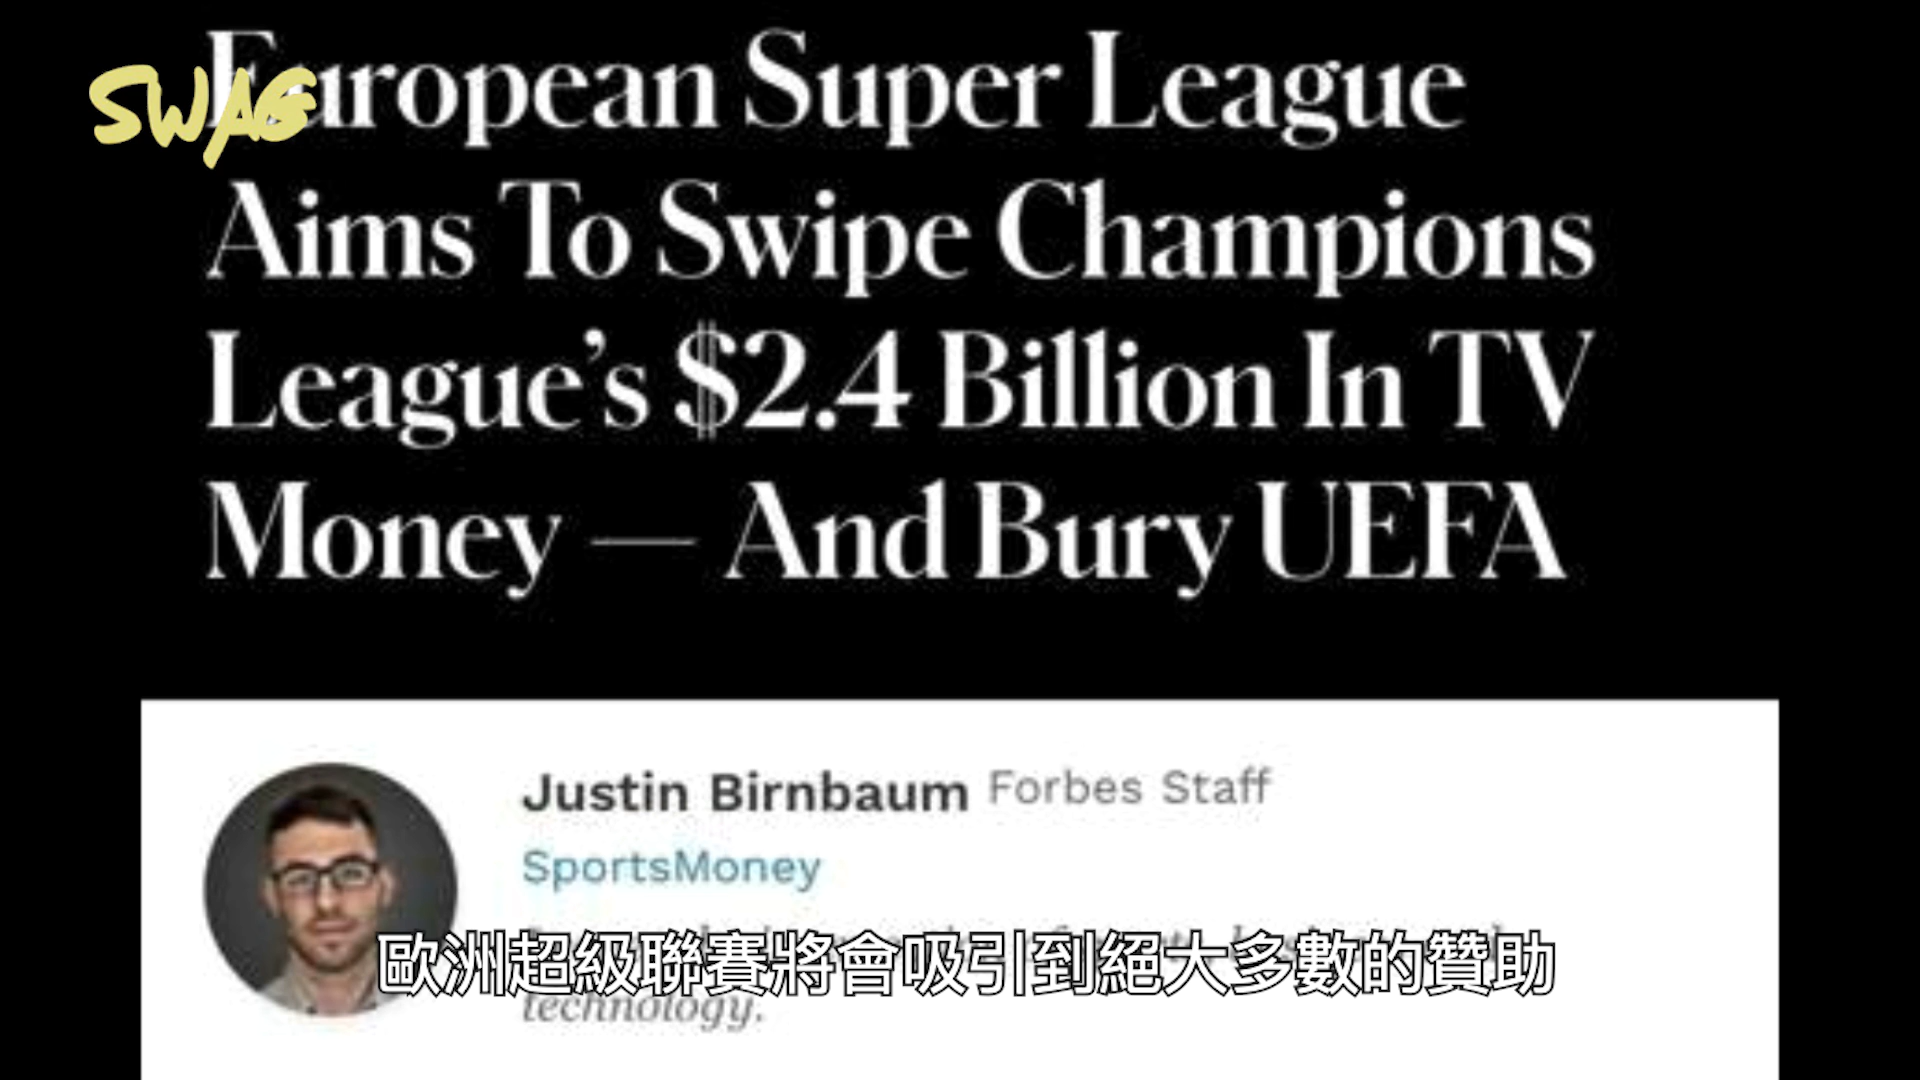 SWAG
European Super League
Aims To Swipe Champions
League's $2.4 Billion In TV
Money — And Bury UEFA
Justin Birnbaum Forbes Staff
SportsMoney
歐洲超級聯賽將會吸引到絕大多數的贊助
technology.